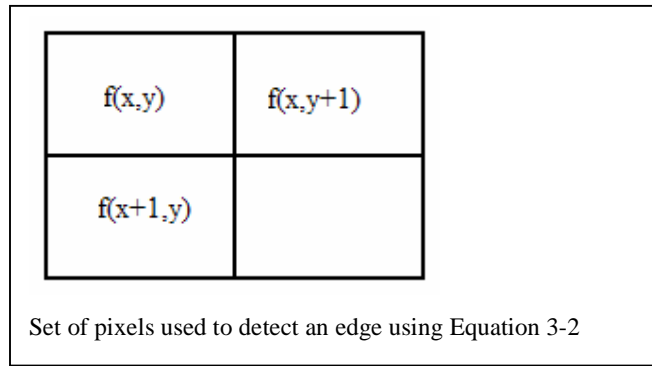 f(x,y) f(x,y+1)
f(x+1,y)
Set of pixels used to detect an edge using Equation 3-2